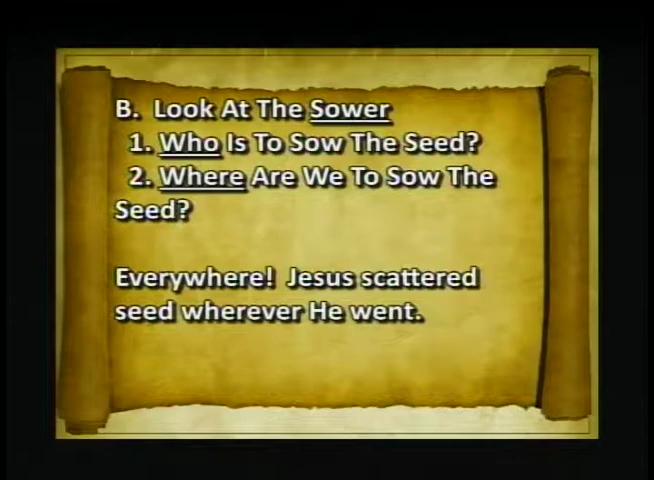 B. Look At The Sower
1. Who Is To Sow The Seed?
2. Where Are We To Sow The
Seed?
Everywhere! Jesus scattered
seed wherever He went.